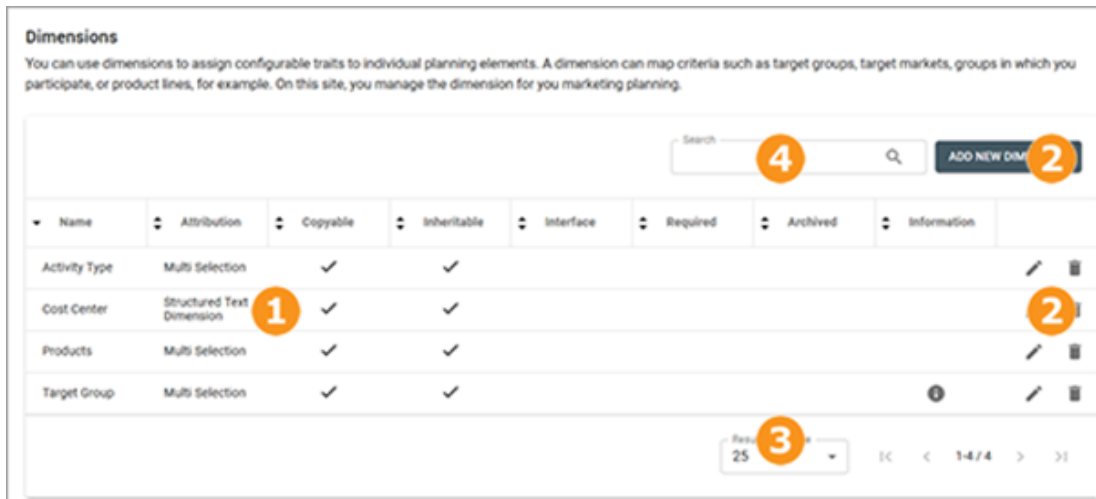 Dimensions
You can use dimensions to assign configurable traits to individual planning elements. A dimension can map criteria such as target groups, target markets, groups in which you
participate, or product lines, for example. On this site, you manage the dimension for you marketing planning.
Search
4
ADD NEW
2
Name Attribution Copyable Inheritable Interface Required Archived Information
Activity Type Multi Selection
Cost Center Structured Text
Dimension
1
2
Products Multi Selection
Target Group Multi Selection
3
25
1-4 / 4